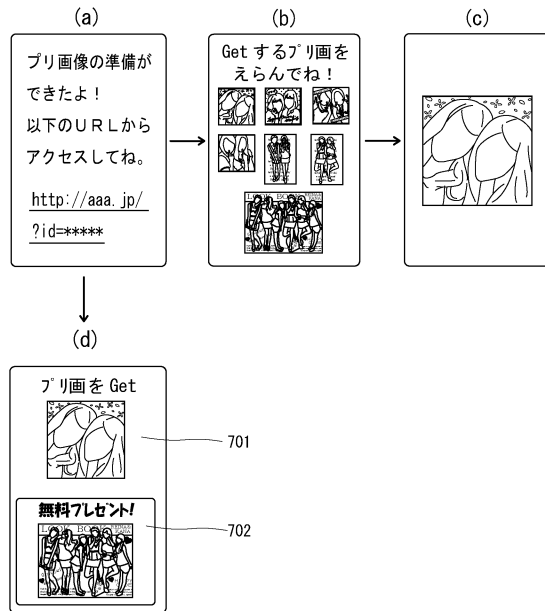 (a)
プリ画像の準備が
できたよ！
以下のＵＲＬから
アクセスしてね。
http://aaa.jp/
?id=*****
(b)
Getするプリ画を
えらんでね！
(c)
(d)
プリ画を Get
701
無料プレゼント!
702
LOOK BOOK